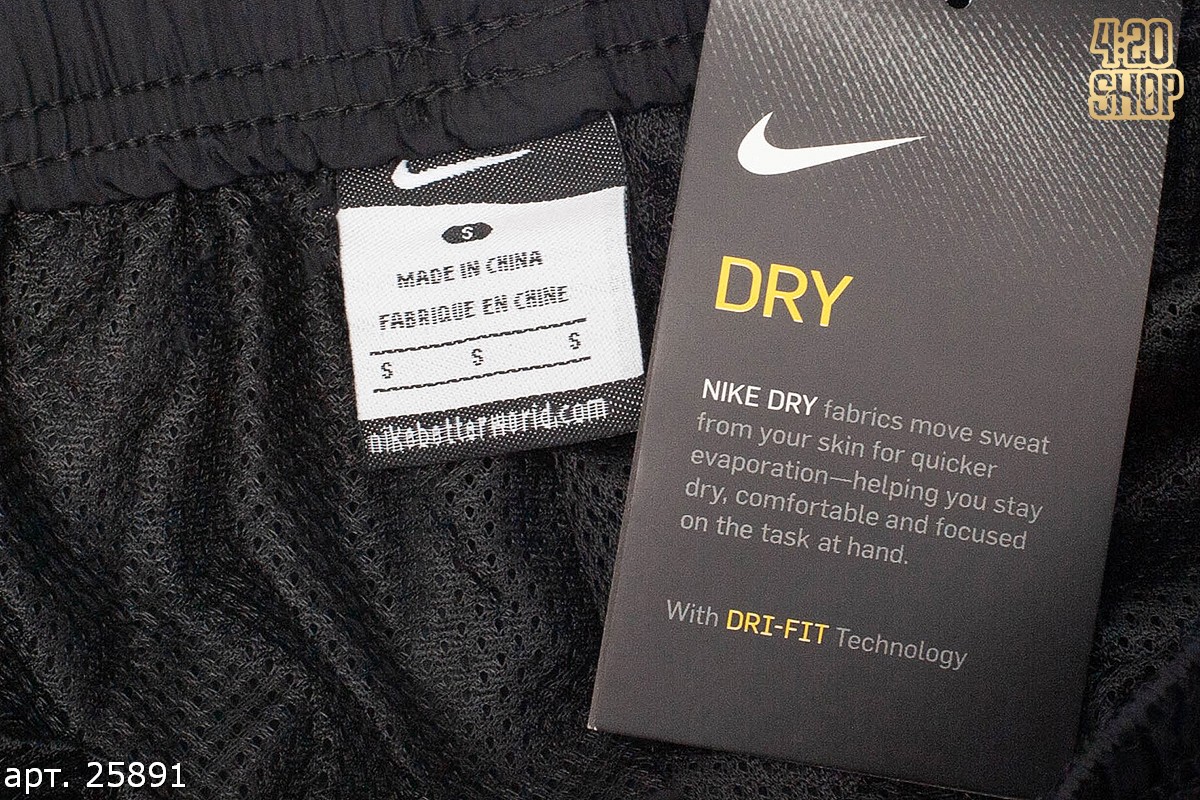 4:20
SHOP
S
MADE IN CHINA
FABRIQUE EN CHINE
S S S
nikebetterworld.com
DRY
NIKE DRY fabrics move sweat
from your skin for quicker
evaporation—helping you stay
dry, comfortable and focused
on the task at hand.
With DRI-FIT Technology
арт. 25891